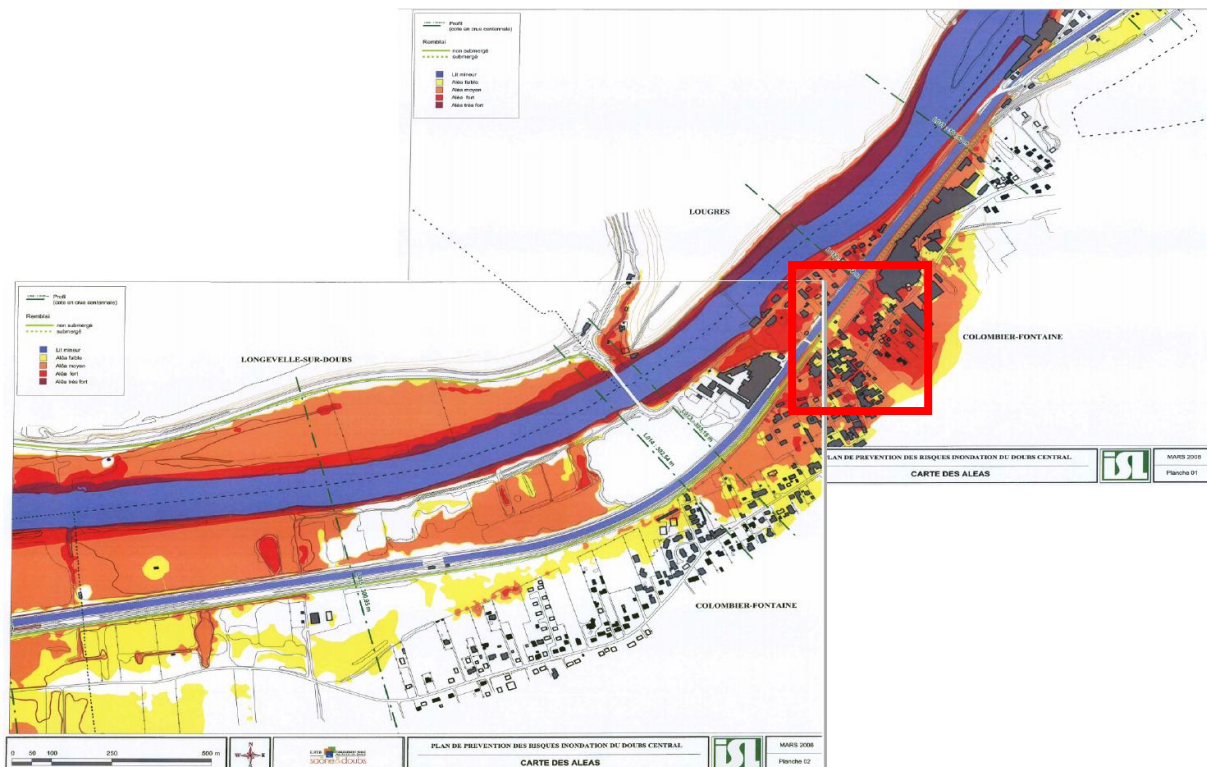 Profil
(cote en crue centennale)
Remblai
non submergé
submergé
Lit mineur
Aléa faible
Aléa moyen
Aléa fort
Aléa très fort
LOUGRES
COLOMBIER-FONTAINE
PLAN DE PREVENTION DES RISQUES INONDATION DU DOUBS CENTRAL
CARTE DES ALEAS
ISL
MARS 2008
Planche 01
Profil
(cote en crue centennale)
Remblai
non submergé
submergé
Lit mineur
Aléa faible
Aléa moyen
Aléa fort
Aléa très fort
LONGEVELLE-SUR-DOUBS
COLOMBIER-FONTAINE
0 50 100 250 500 m
saône & doubs
PLAN DE PREVENTION DES RISQUES INONDATION DU DOUBS CENTRAL
CARTE DES ALEAS
ISL
MARS 2008
Planche 02